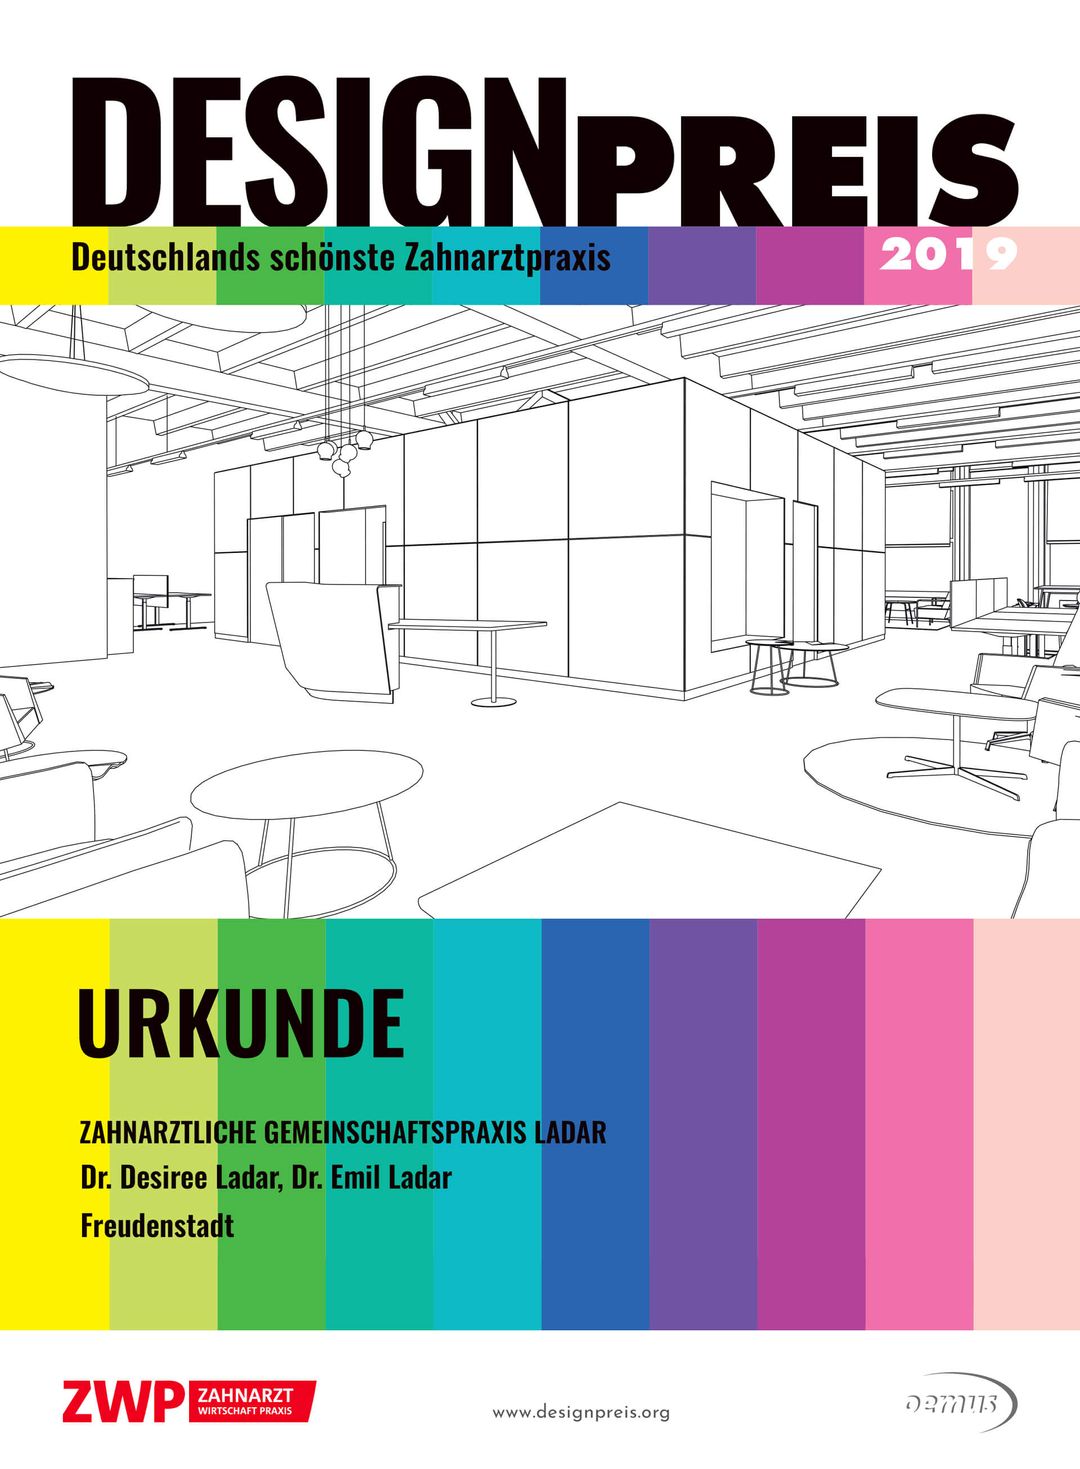 DESIGNPREIS
Deutschlands schönste Zahnarztpraxis 2019
URKUNDE
ZAHNARZTLICHE GEMEINSCHAFTSPRAXIS LADAR
Dr. Desiree Ladar, Dr. Emil Ladar
Freudenstadt
ZWP ZAHNARZT
WIRTSCHAFT PRAXIS
www.designpreis.org
oemus